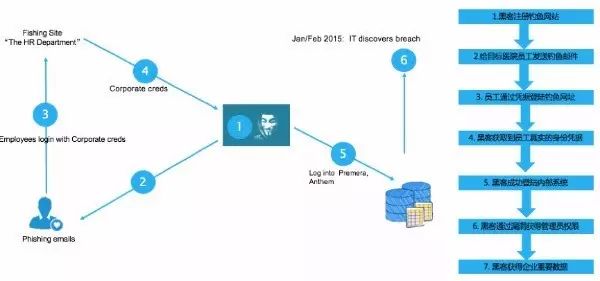 Fishing Site
"The HR Department"
Jan/Feb 2015: IT discovers breach
6
4
Corporate creds
3
Employees login with Corporate creds
1
5
Log into Premera,
Anthem
2
Phishing emails
1.黑客注册钓鱼网站
2.给目标医院员工发送钓鱼邮件
3. 员工通过凭据登陆钓鱼网址
4. 黑客获取到员工真实的身份凭据
5. 黑客成功登陆内部系统
6. 黑客通过漏洞获得管理员权限
7. 黑客获得企业重要数据